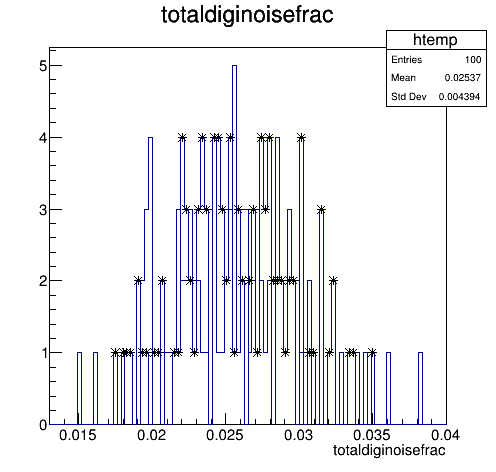 totaldiginoisefrac
htemp
Entries 100
Mean 0.02537
Std Dev 0.004394
5
4
3
2
1
0
0.015 0.02 0.025 0.03 0.035 0.04
totaldiginoisefrac